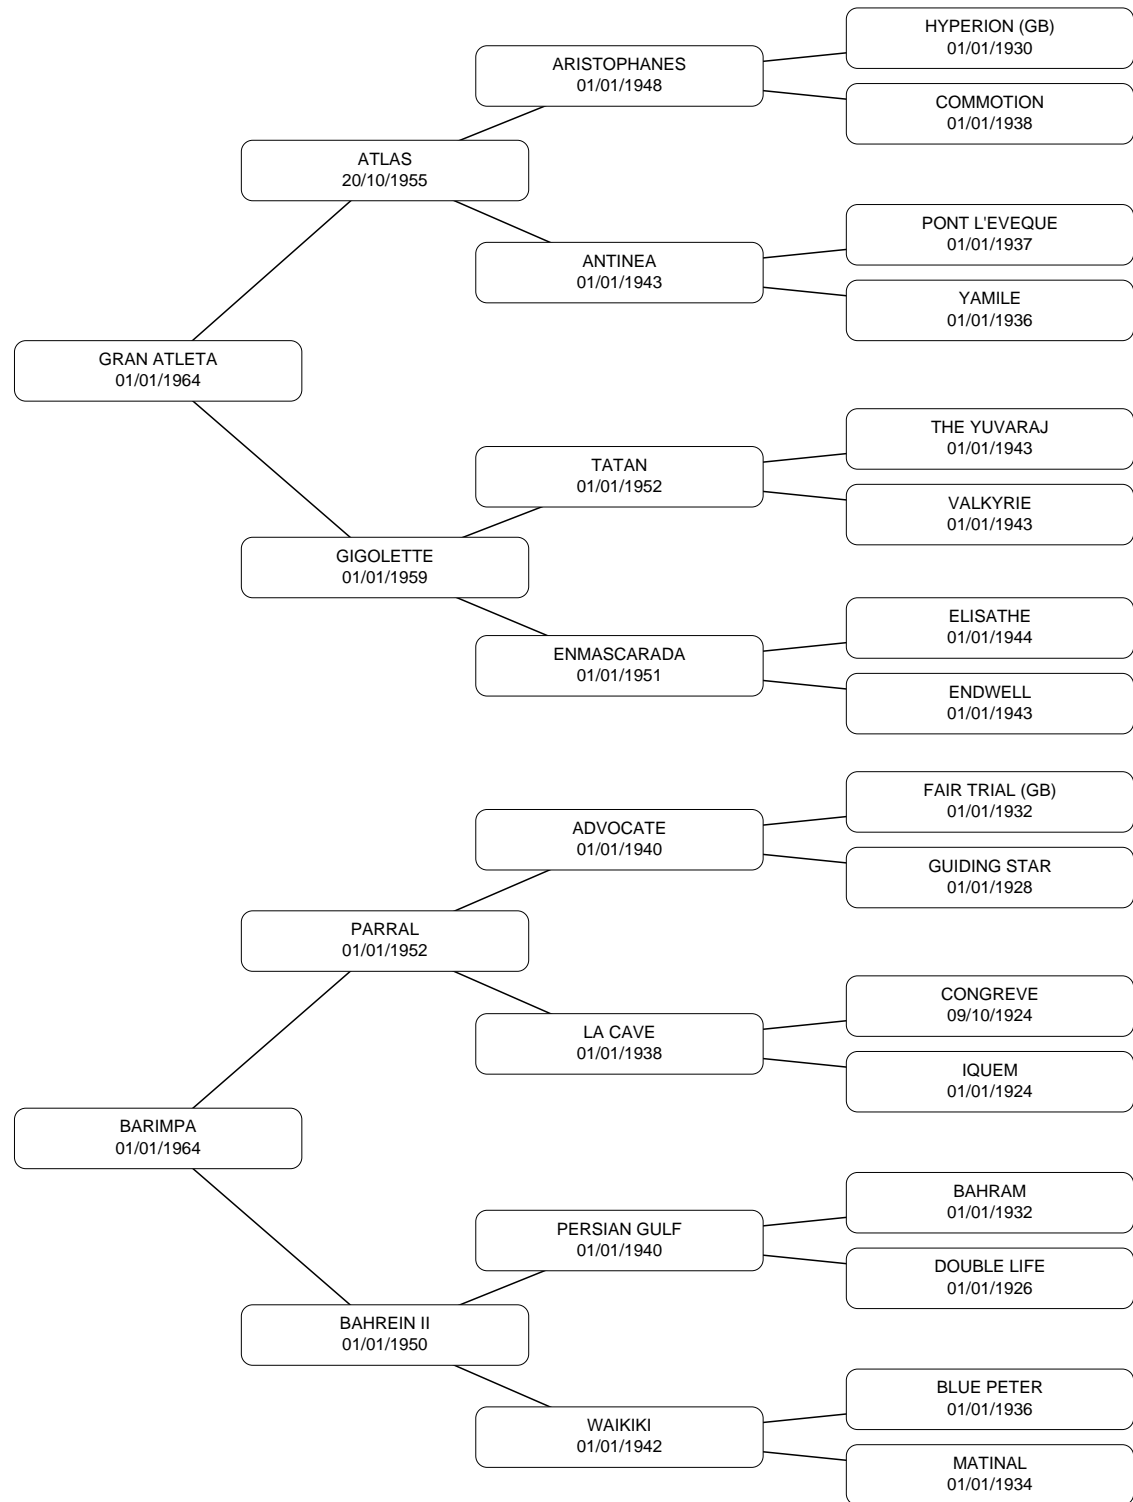 HYPERION (GB)
01/01/1930
ARISTOPHANES
01/01/1948
COMMOTION
01/01/1938
ATLAS
20/10/1955
PONT L'EVEQUE
01/01/1937
ANTINEA
01/01/1943
YAMILE
01/01/1936
GRAN ATLETA
01/01/1964
THE YUVARAJ
01/01/1943
TATAN
01/01/1952
VALKYRIE
01/01/1943
GIGOLETTE
01/01/1959
ELISATHE
01/01/1944
ENMASCARADA
01/01/1951
ENDWELL
01/01/1943
FAIR TRIAL (GB)
01/01/1932
ADVOCATE
01/01/1940
GUIDING STAR
01/01/1928
PARRAL
01/01/1952
CONGREVE
09/10/1924
LA CAVE
01/01/1938
IQUEM
01/01/1924
BARIMPA
01/01/1964
BAHRAM
01/01/1932
PERSIAN GULF
01/01/1940
DOUBLE LIFE
01/01/1926
BAHREIN II
01/01/1950
BLUE PETER
01/01/1936
WAIKIKI
01/01/1942
MATINAL
01/01/1934